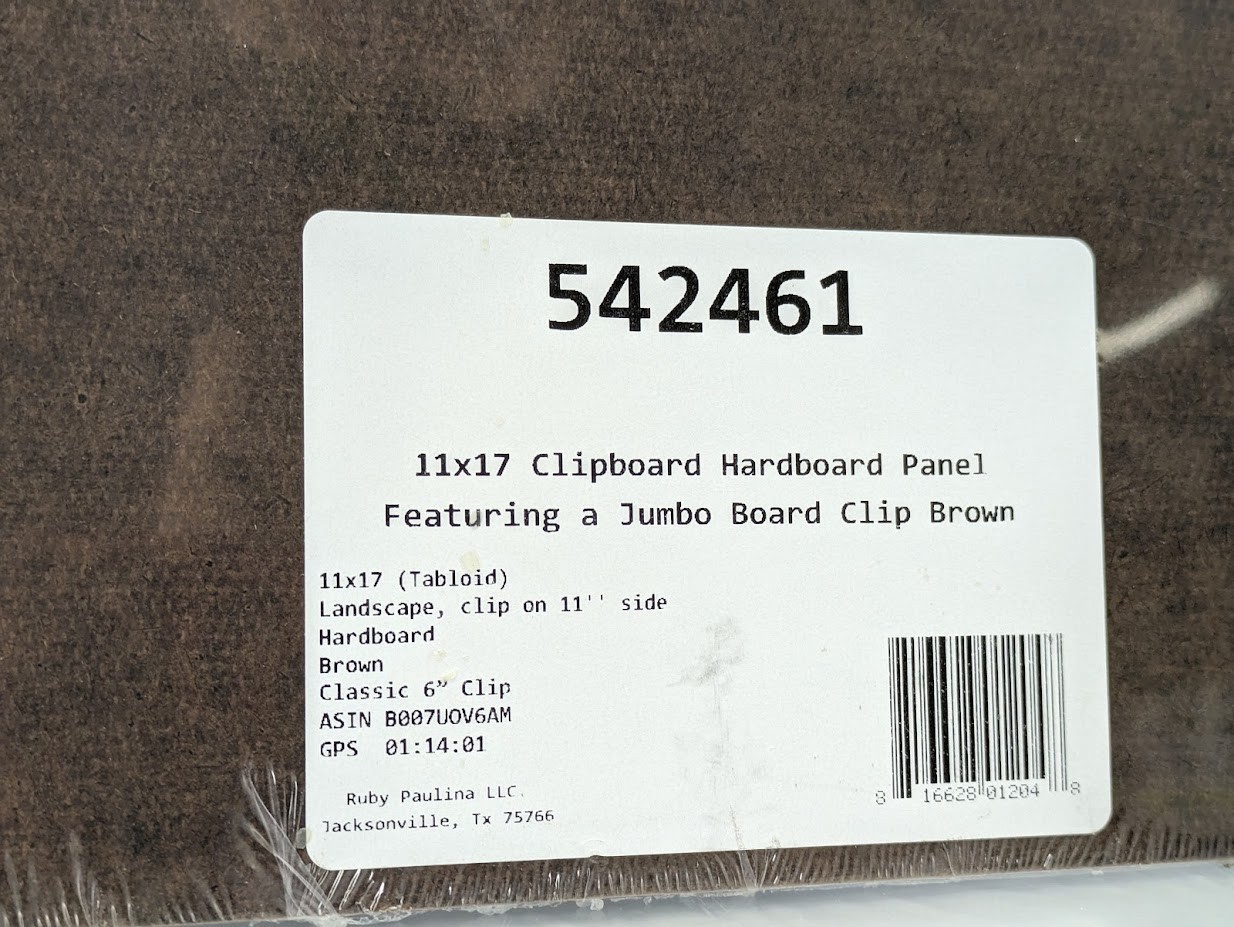 542461
11x17 Clipboard Hardboard Panel
Featuring a Jumbo Board Clip Brown
11x17 (Tabloid)
Landscape, clip on 11'' side
Hardboard
Brown
Classic 6” Clip
ASIN B007UOV6AM
GPS 01:14:01
Ruby Paulina LLC.
Jacksonville, Tx 75766
8 16628 01204 8